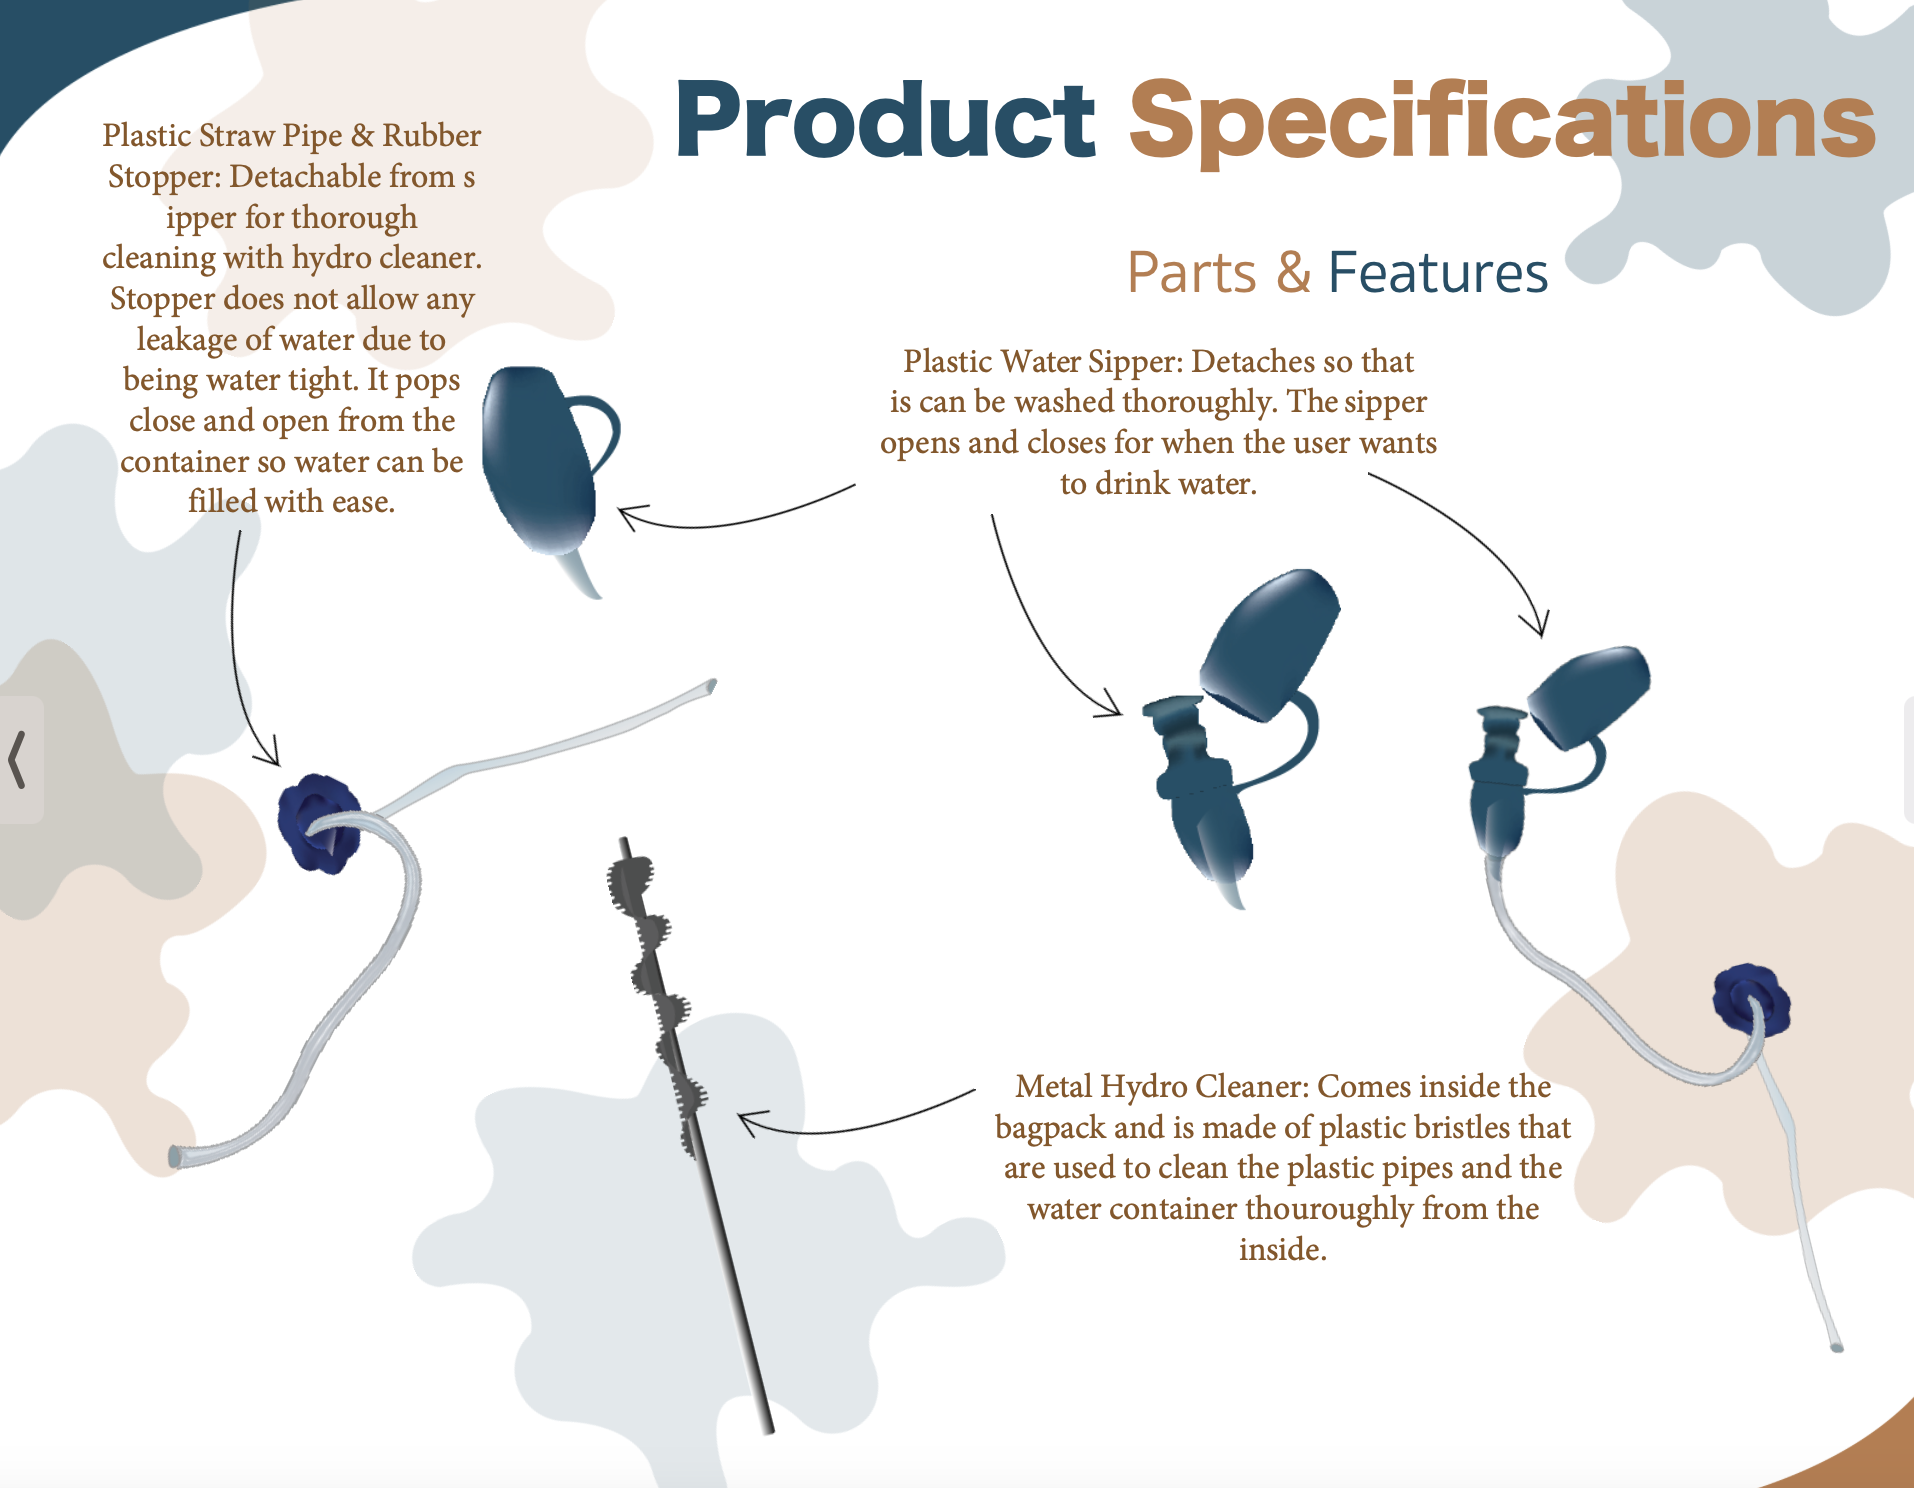 Product Specifications
Parts & Features
Plastic Straw Pipe & Rubber
Stopper: Detachable from s
ipper for thorough
cleaning with hydro cleaner.
Stopper does not allow any
leakage of water due to
being water tight. It pops
close and open from the
container so water can be
filled with ease.
Plastic Water Sipper: Detaches so that
is can be washed thoroughly. The sipper
opens and closes for when the user wants
to drink water.
Metal Hydro Cleaner: Comes inside the
bagpack and is made of plastic bristles that
are used to clean the plastic pipes and the
water container thouroughly from the
inside.